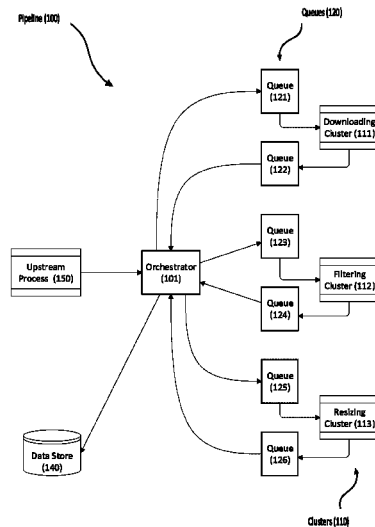 Pipeline (100)
Queues (120)
Queue
(121)
Downloading
Cluster (111)
Queue
(122)
Queue
(123)
Upstream
Process (150)
Orchestrator
(101)
Filtering
Cluster (112)
Queue
(124)
Queue
(125)
Resizing
Cluster (113)
Queue
(126)
Data Store
(140)
Clusters (110)